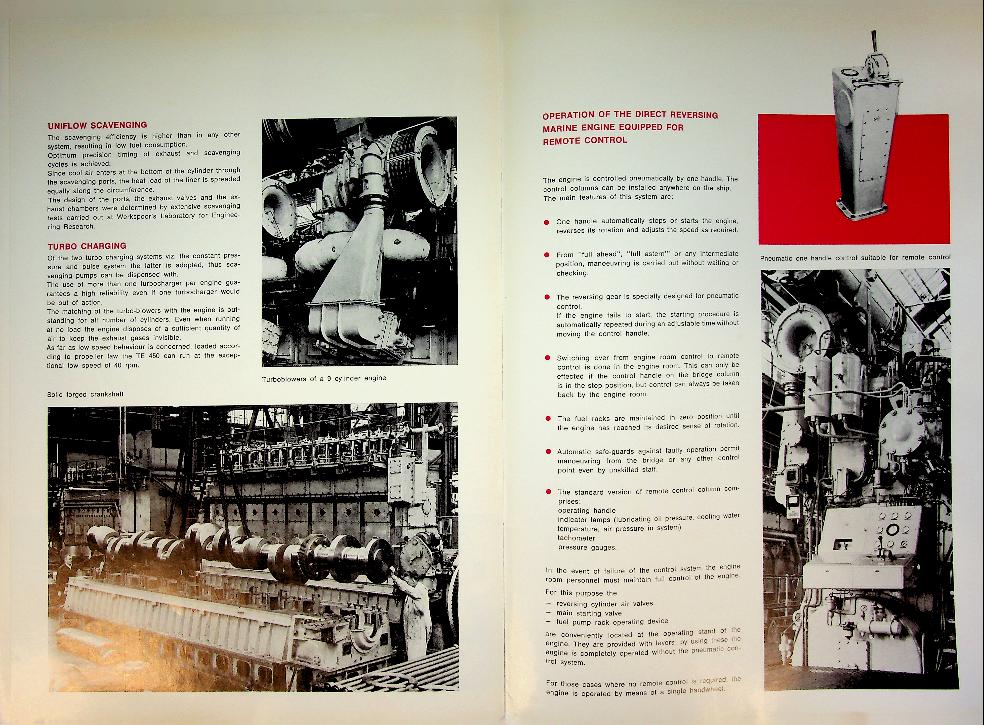 UNIFLOW SCAVENGING
The scavenging efficiency is higher than in any other
system, resulting in low fuel consumption.
Optimum precision timing of exhaust and scavenging
cycles is achieved.
Since cool air enters at the bottom of the cylinder through
the scavenging ports, the heat load of the liner is spreaded
equally along the circumference.
The design of the ports, the exhaust valves and the ex-
haust chambers were determined by extensive scavenging
tests carried out at Werkspoor's Laboratory for Enginee-
ring Research.
TURBO CHARGING
Of the two turbo charging systems viz. the constant pres-
sure and pulse system the latter is adopted, thus sca-
venging pumps can be dispensed with.
The use of more than one turbocharger per engine gua-
rantees a high reliability even if one turbocharger would
be out of action.
The matching of the turbo-blowers with the engine is out-
standing for all number of cylinders. Even when running
at no load the engine disposes of a sufficient quantity of
air to keep the exhaust gases invisible.
As far as low speed behaviour is concerned, loaded accor-
ding to propeller law the TE 450 can run at the excep-
tional low speed of 40 rpm.
Turboblowers of a 9 cylinder engine
Solid forged crankshaft
OPERATION OF THE DIRECT REVERSING
MARINE ENGINE EQUIPPED FOR
REMOTE CONTROL
The engine is controlled pneumatically by one handle. The
control columns can be installed anywhere on the ship.
The main features of this system are:
● One handle automatically stops or starts the engine,
reverses its rotation and adjusts the speed as required.
● From "full ahead", "full astern" or any intermediate
position, manoeuvring is carried out without waiting or
checking.
● The reversing gear is specially designed for pneumatic
control.
If the engine fails to start, the starting procedure is
automatically repeated during an adjustable time without
moving the control handle.
● Switching over from engine room control to remote
control is done in the engine room. This can only be
effected if the control handle on the bridge column
is in the stop position, but control can always be taken
back by the engine room.
● The fuel racks are maintained in zero position until
the engine has reached its desired sense of rotation.
● Automatic safe-guards against faulty operation permit
manoeuvring from the bridge or any other control
point even by unskilled staff.
● The standard version of remote control column com-
prises:
operating handle
indicator lamps (lubricating oil pressure, cooling water
temperature, air pressure in system)
tachometer
pressure gauges.
In the event of failure of the control system the engine
room personnel must maintain full control of the engine.
For this purpose the
— reversing cylinder air valves
— main starting valve
— fuel pump rack operating device
are conveniently located at the operating stand of the
engine. They are provided with levers by using these the
engine is completely operated without the pneumatic con-
trol system.
For those cases where no remote control is required, the
engine is operated by means of a single handwheel.
Pneumatic one handle control suitable for remote control